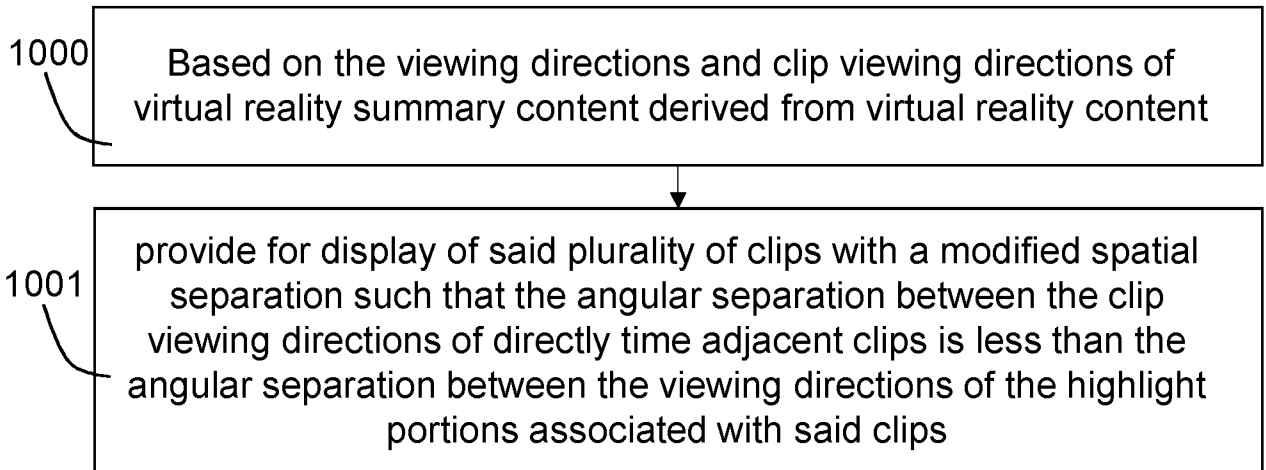 1000
Based on the viewing directions and clip viewing directions of
virtual reality summary content derived from virtual reality content
1001
provide for display of said plurality of clips with a modified spatial
separation such that the angular separation between the clip
viewing directions of directly time adjacent clips is less than the
angular separation between the viewing directions of the highlight
portions associated with said clips